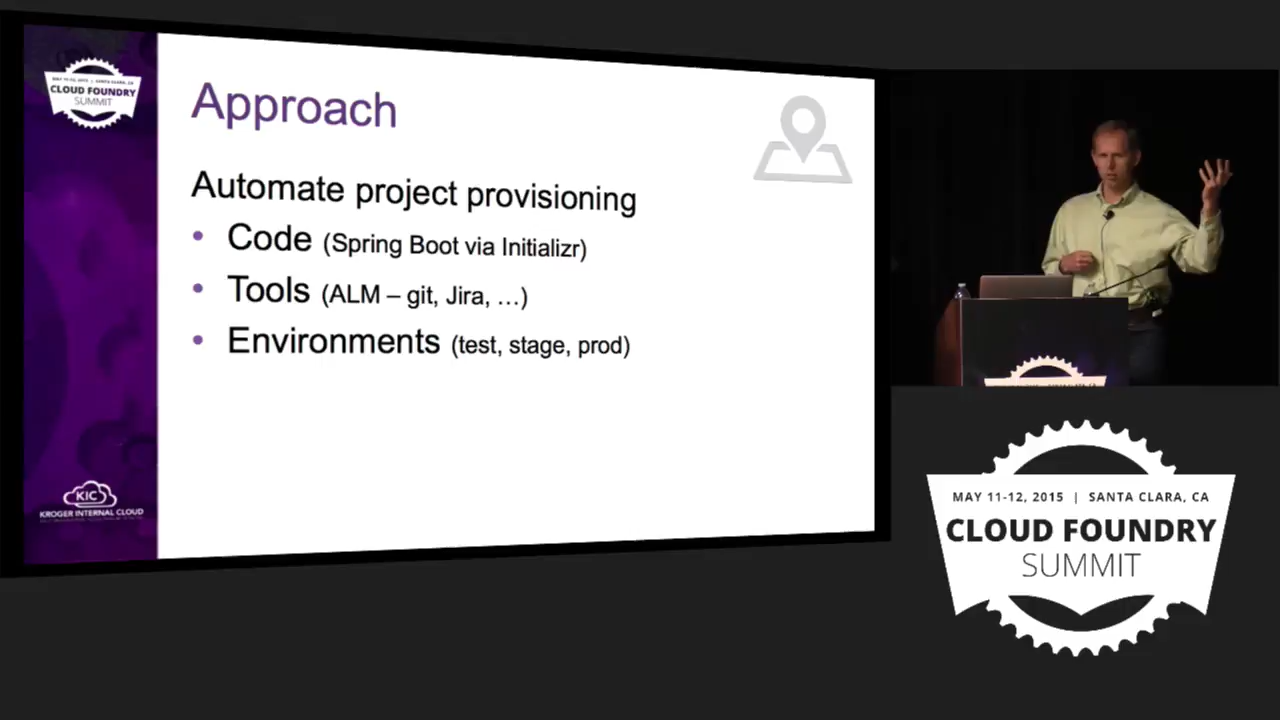 MAY 11-12, 2015 | SANTA CLARA, CA
CLOUD FOUNDRY
SUMMIT
Approach
Automate project provisioning
• Code (Spring Boot via Initializr)
• Tools (ALM – git, Jira, …)
• Environments (test, stage, prod)
KIC
KROGER INTERNAL CLOUD
MAY 11-12, 2015 | SANTA CLARA, CA
CLOUD FOUNDRY
SUMMIT